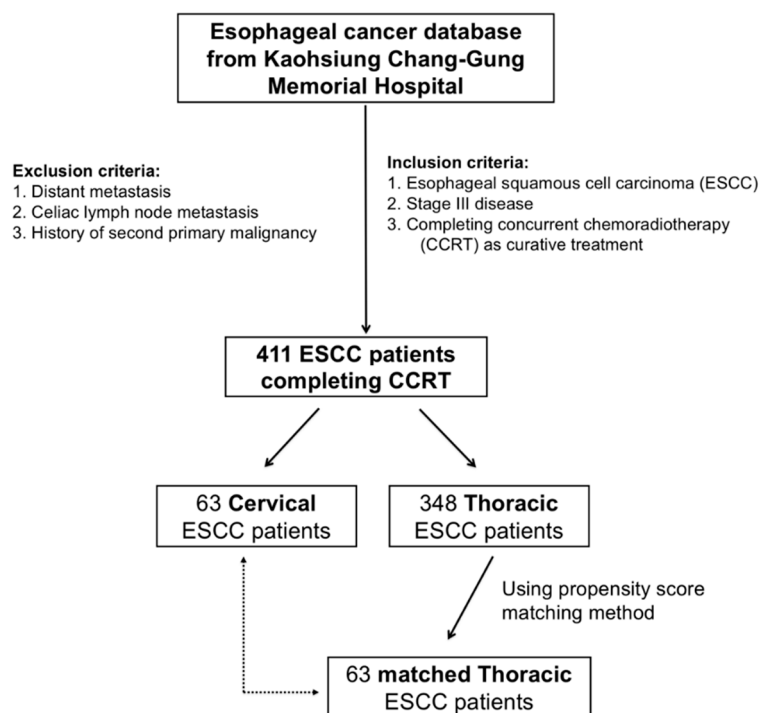 Esophageal cancer database
from Kaohsiung Chang-Gung
Memorial Hospital
Exclusion criteria:
1. Distant metastasis
2. Celiac lymph node metastasis
3. History of second primary malignancy
Inclusion criteria:
1. Esophageal squamous cell carcinoma (ESCC)
2. Stage III disease
3. Completing concurrent chemoradiotherapy
(CCRT) as curative treatment
411 ESCC patients
completing CCRT
63 Cervical
ESCC patients
348 Thoracic
ESCC patients
Using propensity score
matching method
63 matched Thoracic
ESCC patients